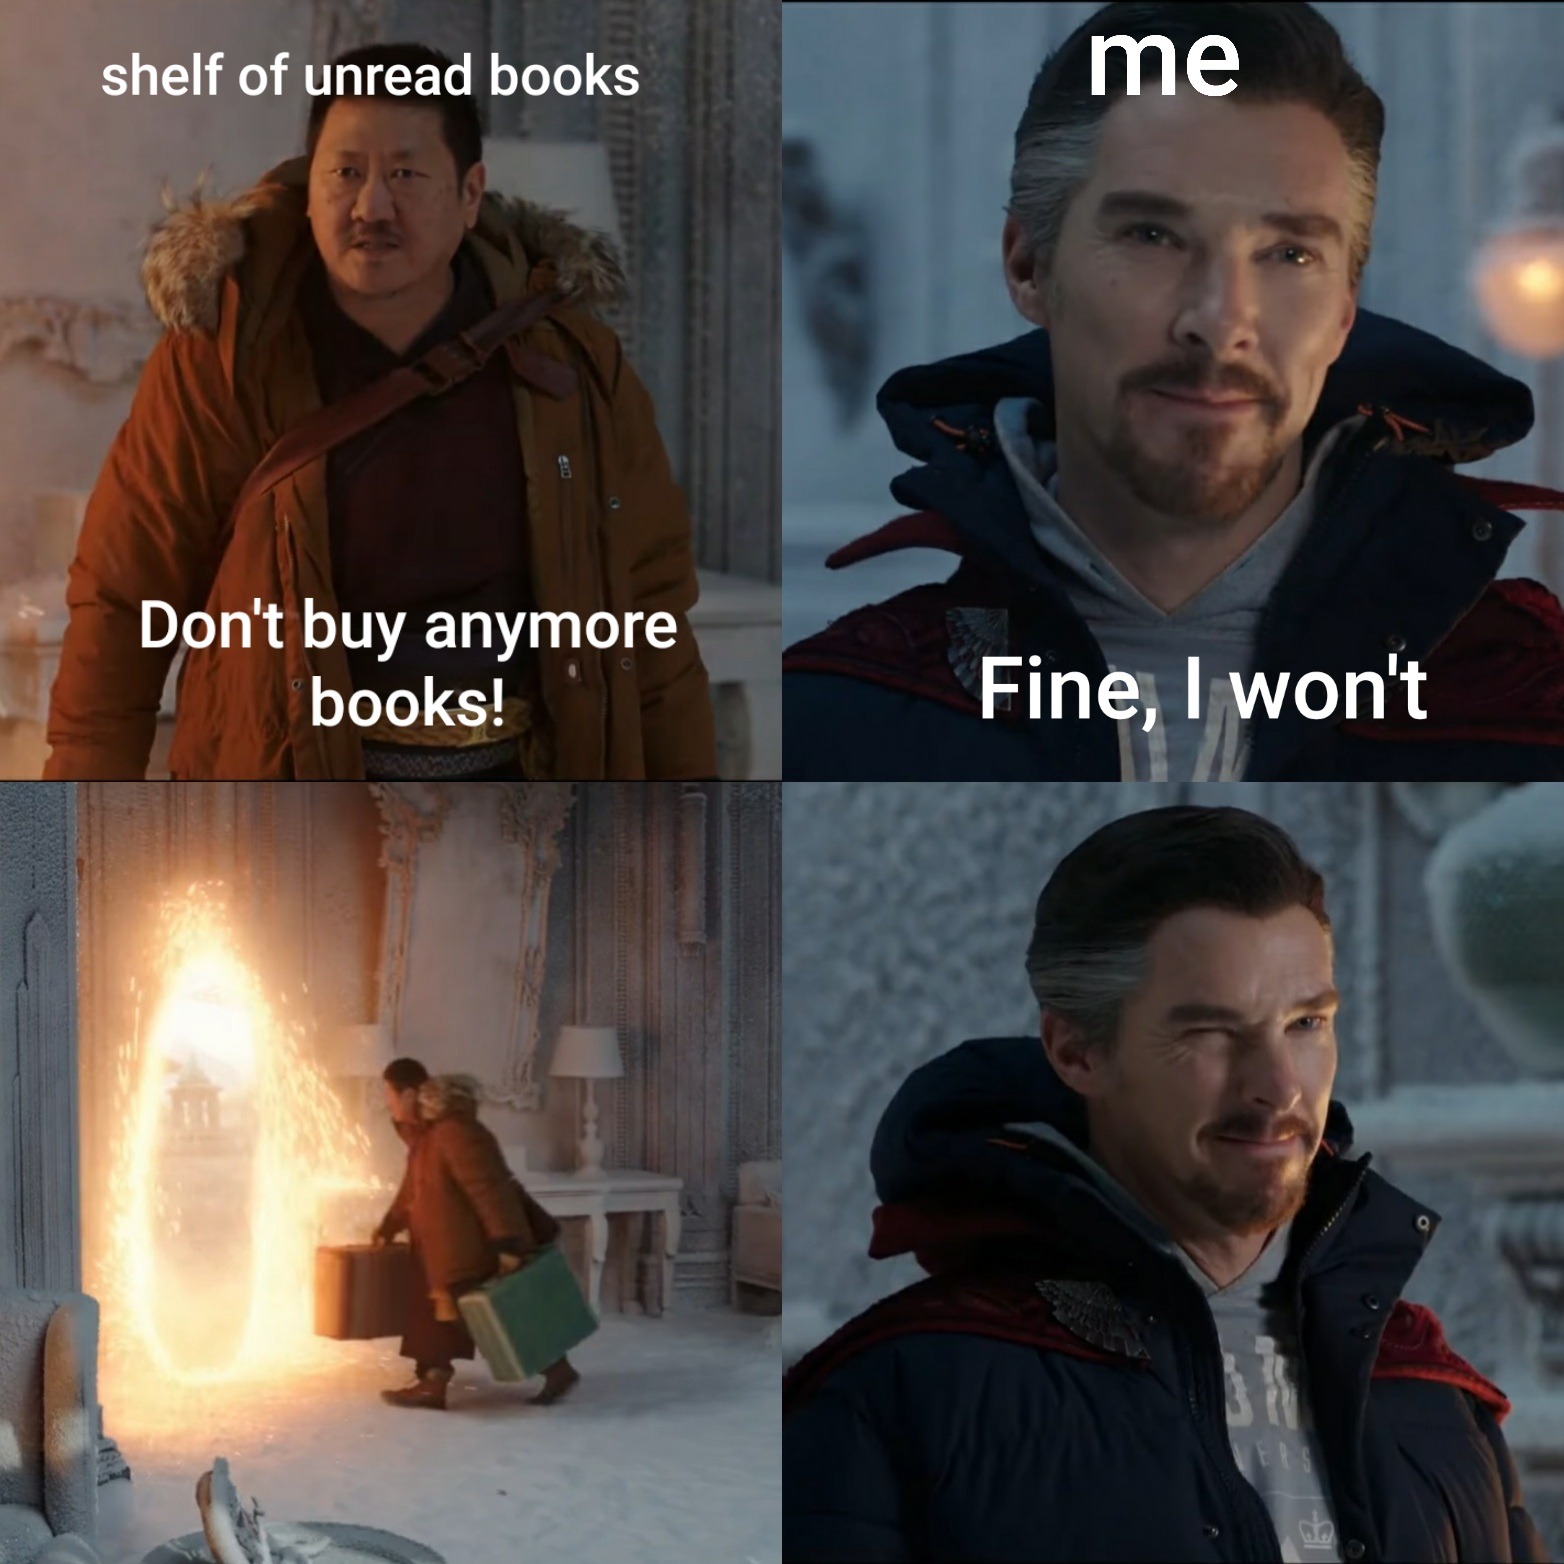 shelf of unread books
Don't buy anymore
books!
me
Fine, I won't